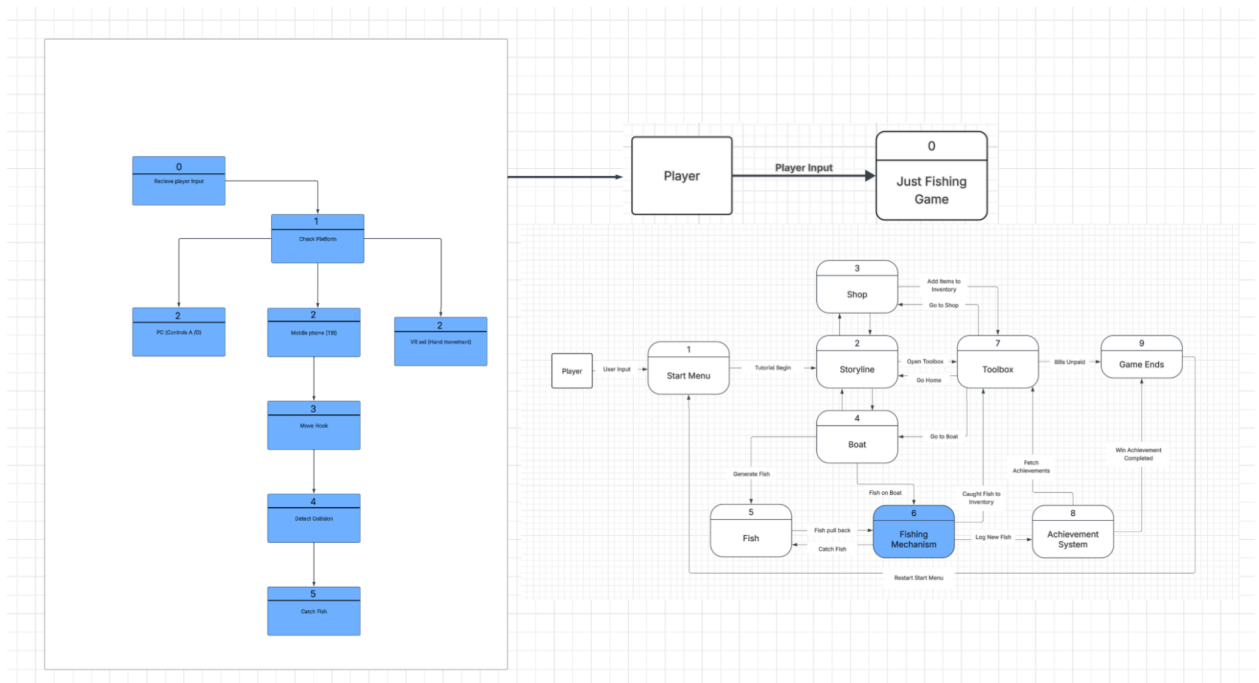 0
Recieve player Input
1
Check Platform
2
PC (Controls A /D)
2
Mobile phone (Tilt)
2
VR set (Hand movement)
3
Move Hook
4
Detect Collision
5
Catch Fish
Player
Player Input
0
Just Fishing
Game
Player
User Input
1
Start Menu
Tutorial Begin
3
Shop
Add Items to
Inventory
Go to Shop
2
Storyline
Open Toolbox
Go Home
7
Toolbox
Bills Unpaid
9
Game Ends
4
Boat
Go to Boat
Generate Fish
Fish on Boat
Caught Fish to
Inventory
Fetch
Achievements
Win Achievement
Completed
5
Fish
Fish pull back
Catch Fish
6
Fishing
Mechanism
Log New Fish
8
Achievement
System
Restart Start Menu